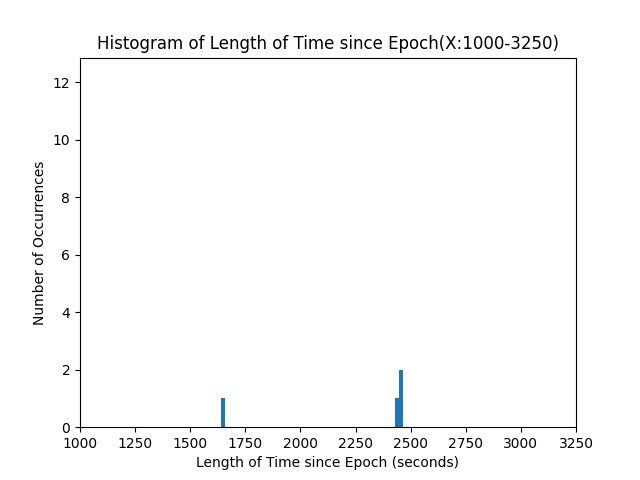 Histogram of Length of Time since Epoch(X:1000-3250)
12
10
8
6
4
2
0
Number of Occurrences
1000 1250 1500 1750 2000 2250 2500 2750 3000 3250
Length of Time since Epoch (seconds)